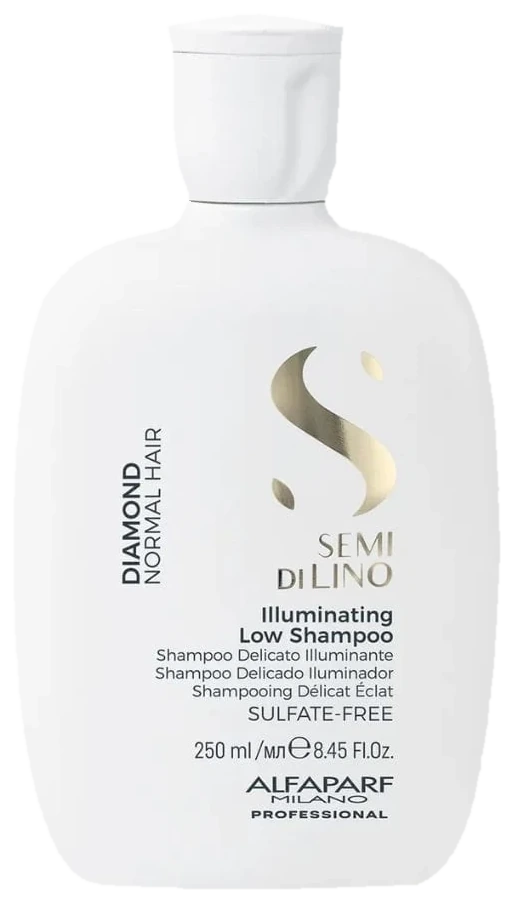 DIAMOND
NORMAL HAIR
SEMI
DI LINO
Illuminating
Low Shampoo
Shampoo Delicato Illuminante
Shampoo Delicado Iluminador
Shampooing Délicat Éclat
SULFATE-FREE
250 ml /мл℮8.45 Fl.Oz.
ALFAPARF
MILANO
PROFESSIONAL